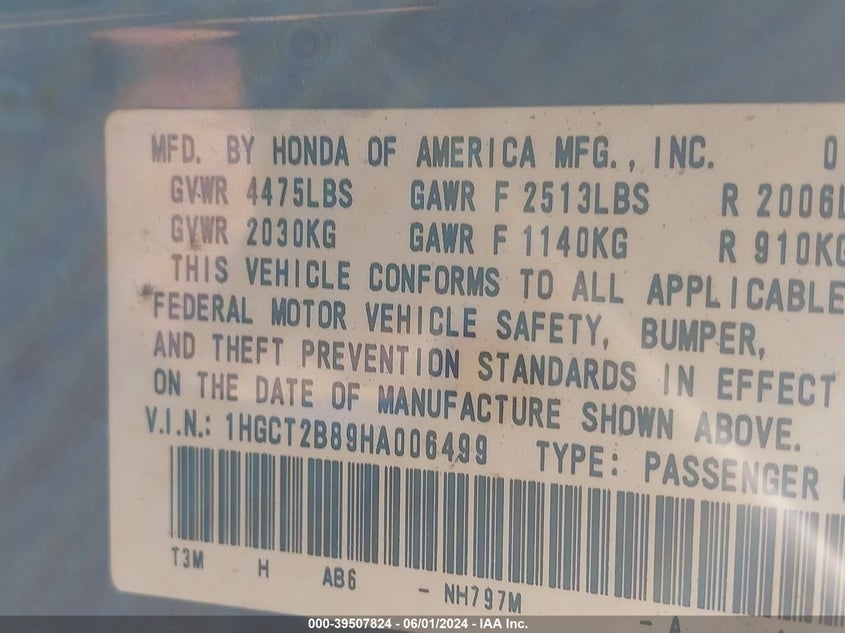 MFD. BY HONDA OF AMERICA MFG., INC. 0
GVWR 4475LBS GAWR F 2513LBS R 2006L
GVWR 2030KG GAWR F 1140KG R 910KG
THIS VEHICLE CONFORMS TO ALL APPLICABLE
FEDERAL MOTOR VEHICLE SAFETY, BUMPER,
AND THEFT PREVENTION STANDARDS IN EFFECT
ON THE DATE OF MANUFACTURE SHOWN ABOVE.
V.I.N.: 1HGCT2B89HA006499 TYPE: PASSENGER
T3M H AB6 - NH797M - A
000-39507824 - 06/01/2024 - IAA Inc.